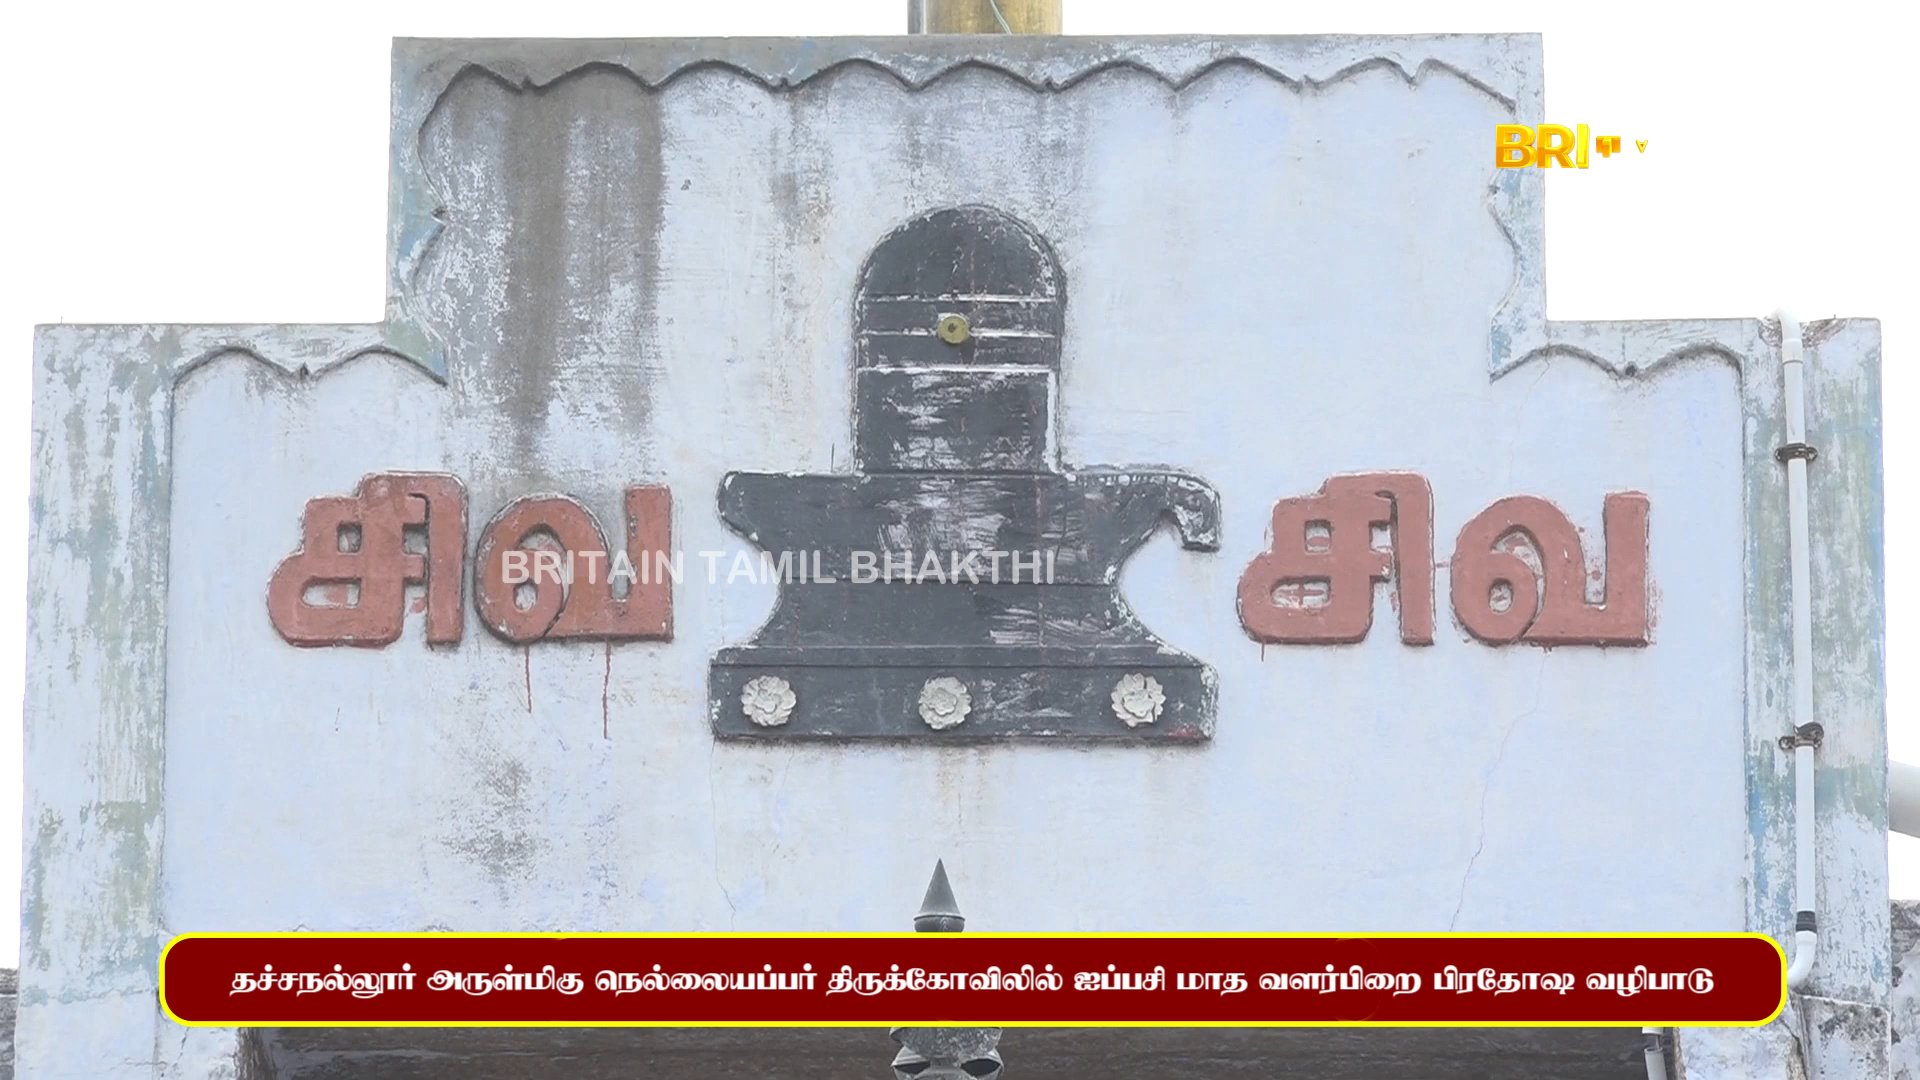 BRI
சிவ சிவ
BRITAIN TAMIL BHAKTHI
தச்சநல்லூர் அருள்மிகு நெல்லையப்பர் திருக்கோவிலில் ஐப்பசி மாத வளர்பிறை பிரதோஷ வழிபாடு